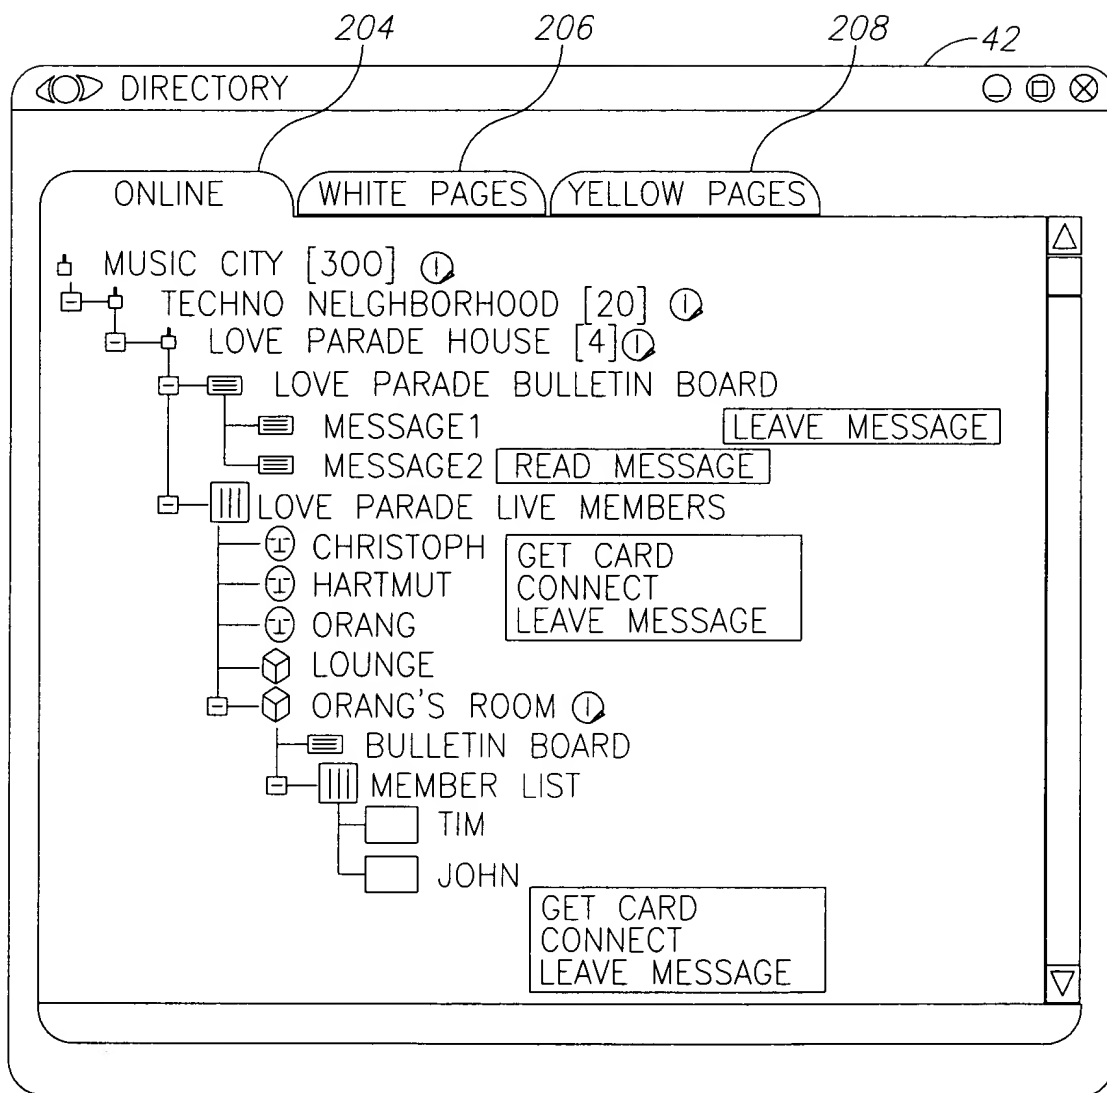 204 206 208 42
DIRECTORY
ONLINE WHITE PAGES YELLOW PAGES
MUSIC CITY [300]
TECHNO NELGHBORHOOD [20]
LOVE PARADE HOUSE [4]
LOVE PARADE BULLETIN BOARD
MESSAGE1 LEAVE MESSAGE
MESSAGE2 READ MESSAGE
LOVE PARADE LIVE MEMBERS
CHRISTOPH GET CARD
HARTMUT CONNECT
ORANG LEAVE MESSAGE
LOUNGE
ORANG'S ROOM
BULLETIN BOARD
MEMBER LIST
TIM
JOHN
GET CARD
CONNECT
LEAVE MESSAGE